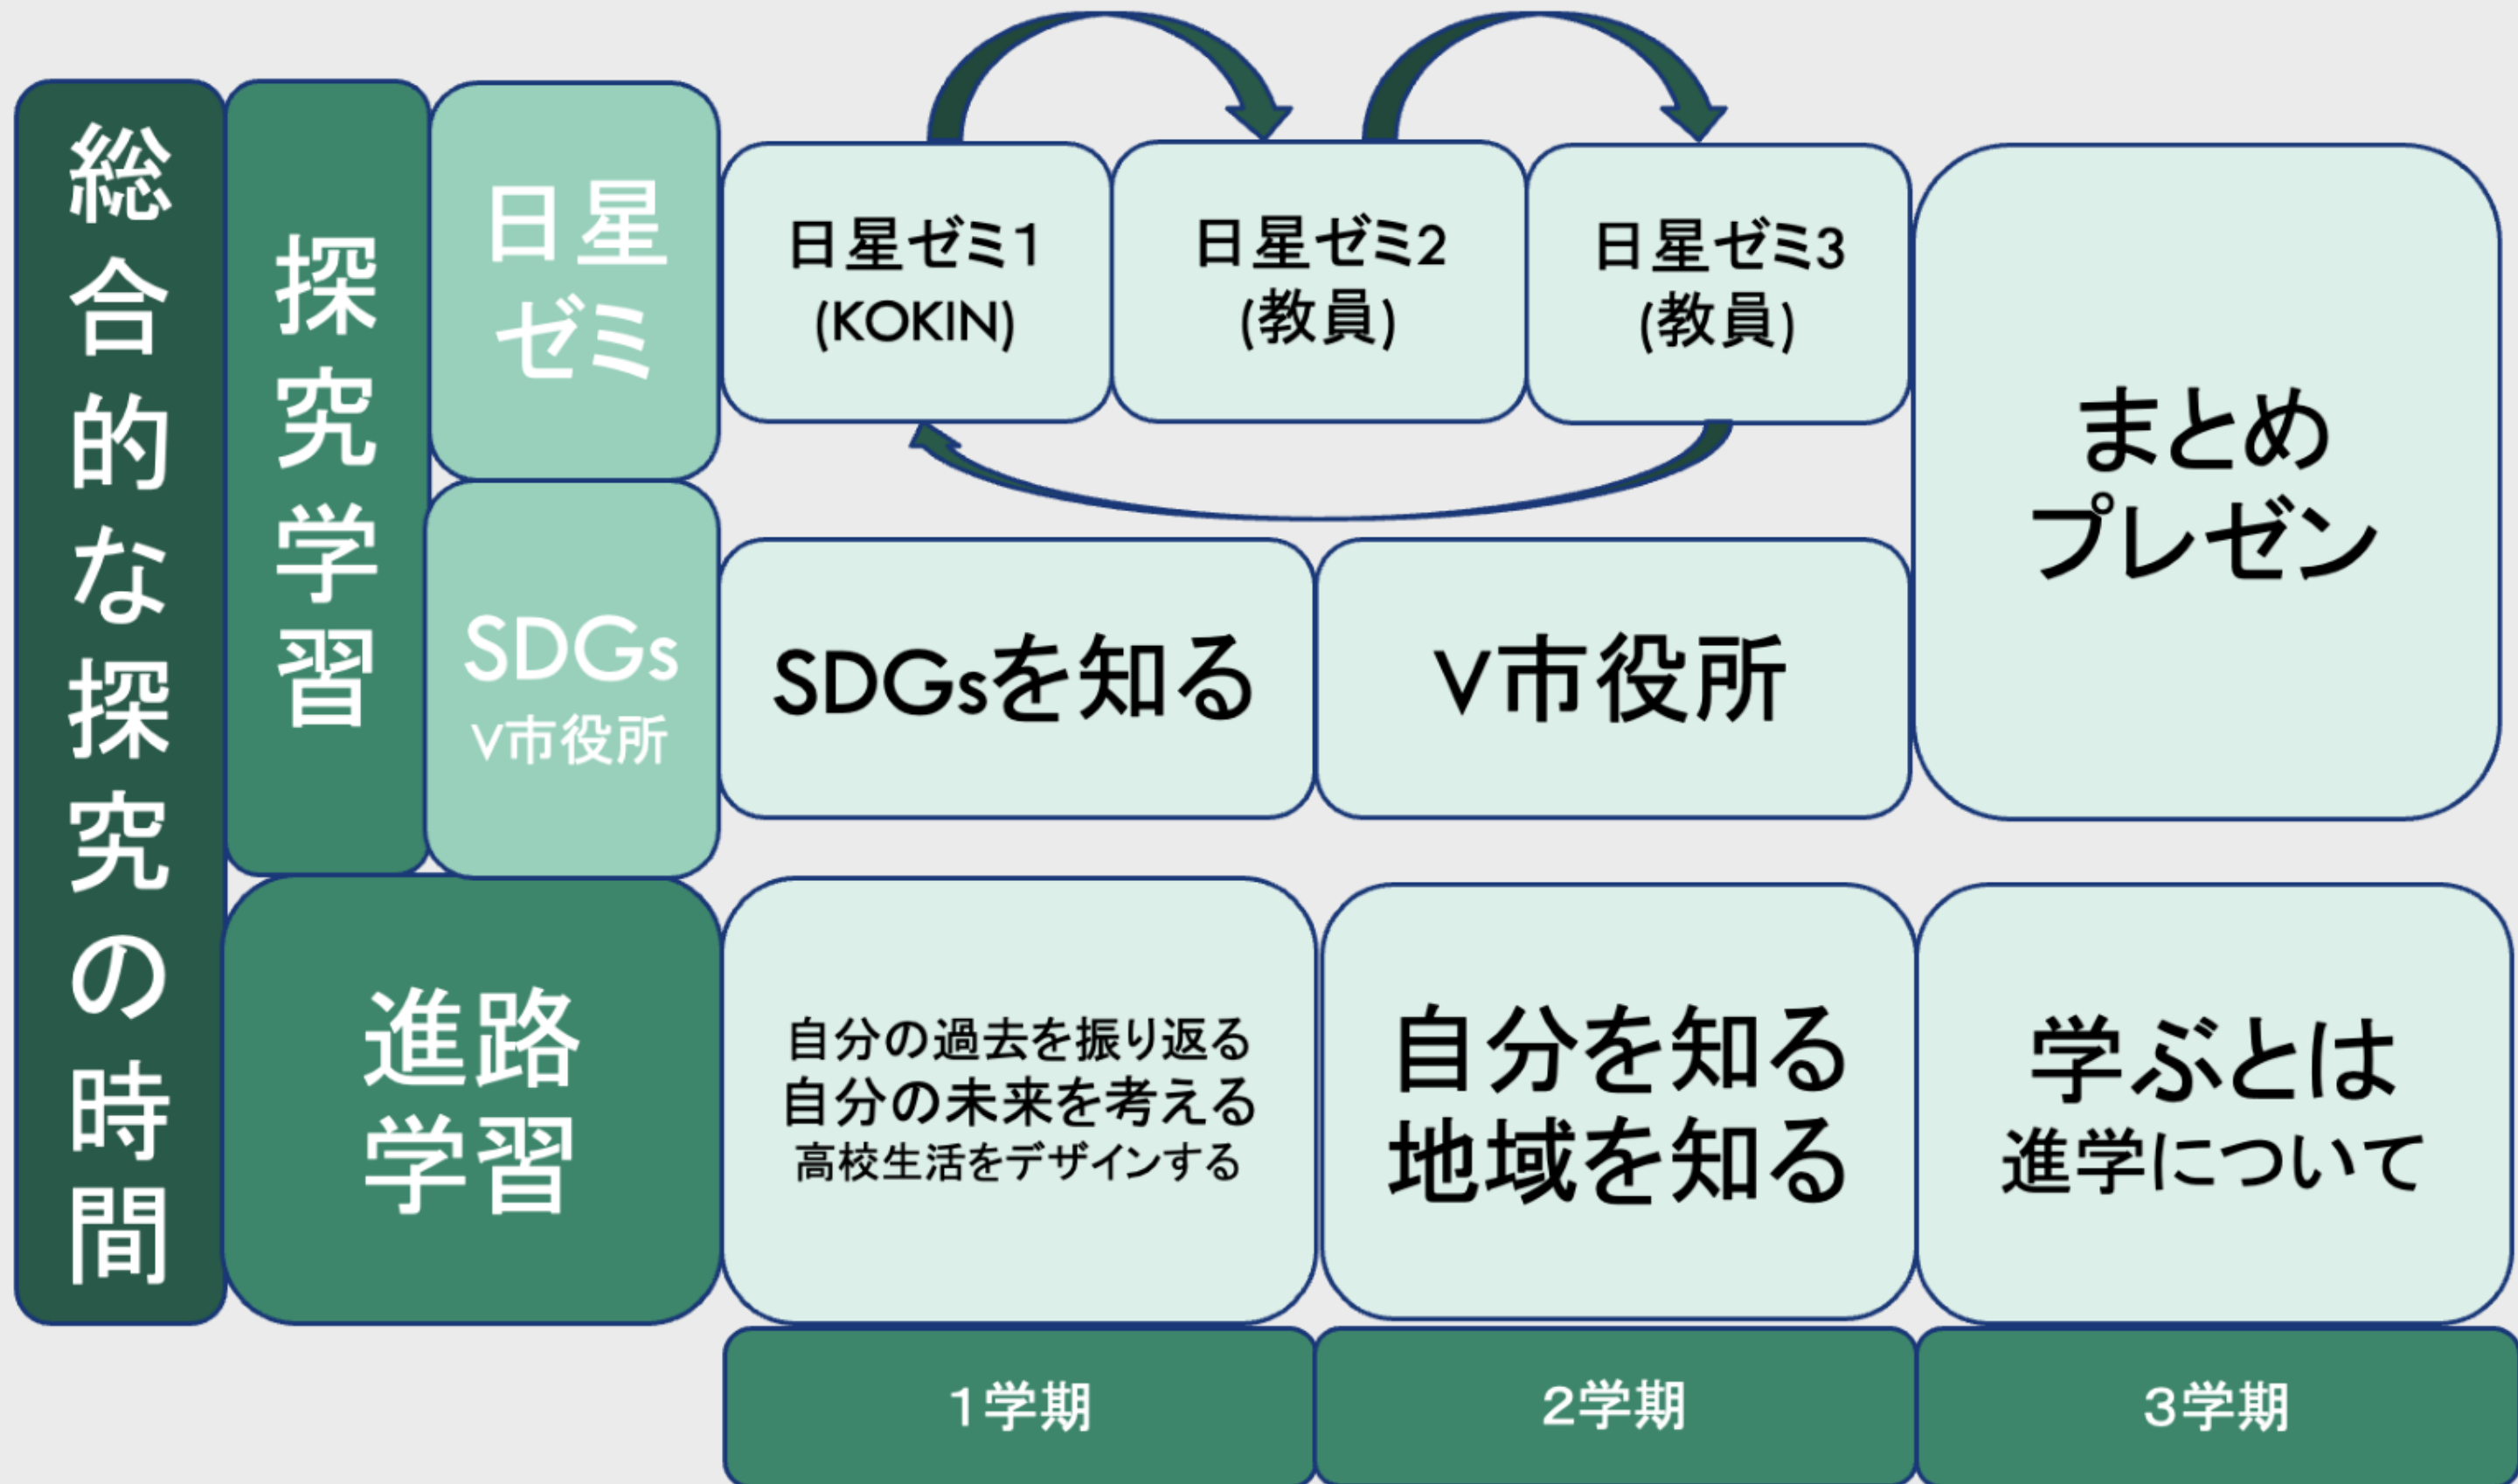 総合的な探究の時間
探究学習
日星
ゼミ
日星ゼミ1
(KOKIN)
日星ゼミ2
(教員)
日星ゼミ3
(教員)
まとめ
プレゼン
SDGs
V市役所
SDGsを知る
V市役所
進路
学習
自分の過去を振り返る
自分の未来を考える
高校生活をデザインする
自分を知る
地域を知る
学ぶとは
進学について
1学期
2学期
3学期